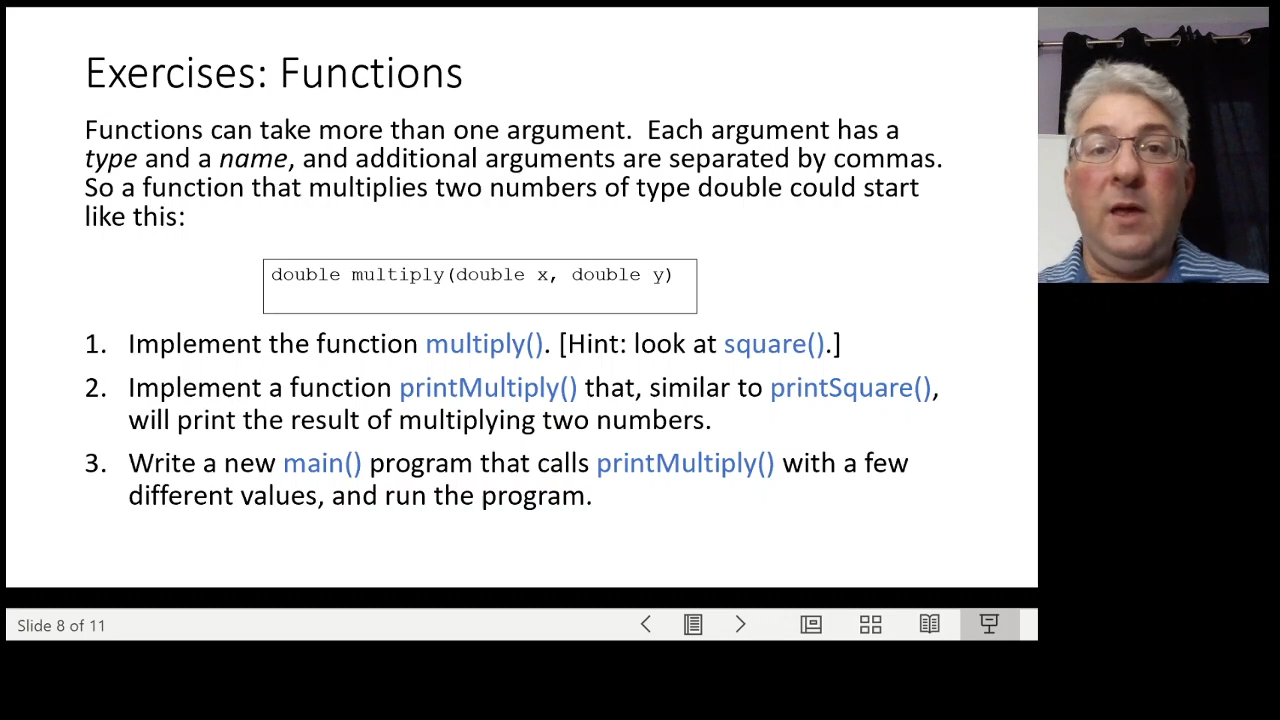 Exercises: Functions
Functions can take more than one argument.  Each argument has a
type and a name, and additional arguments are separated by commas.
So a function that multiplies two numbers of type double could start
like this:
double multiply(double x, double y)
1. Implement the function multiply(). [Hint: look at square().]
2. Implement a function printMultiply() that, similar to printSquare(),
will print the result of multiplying two numbers.
3. Write a new main() program that calls printMultiply() with a few
different values, and run the program.
Slide 8 of 11